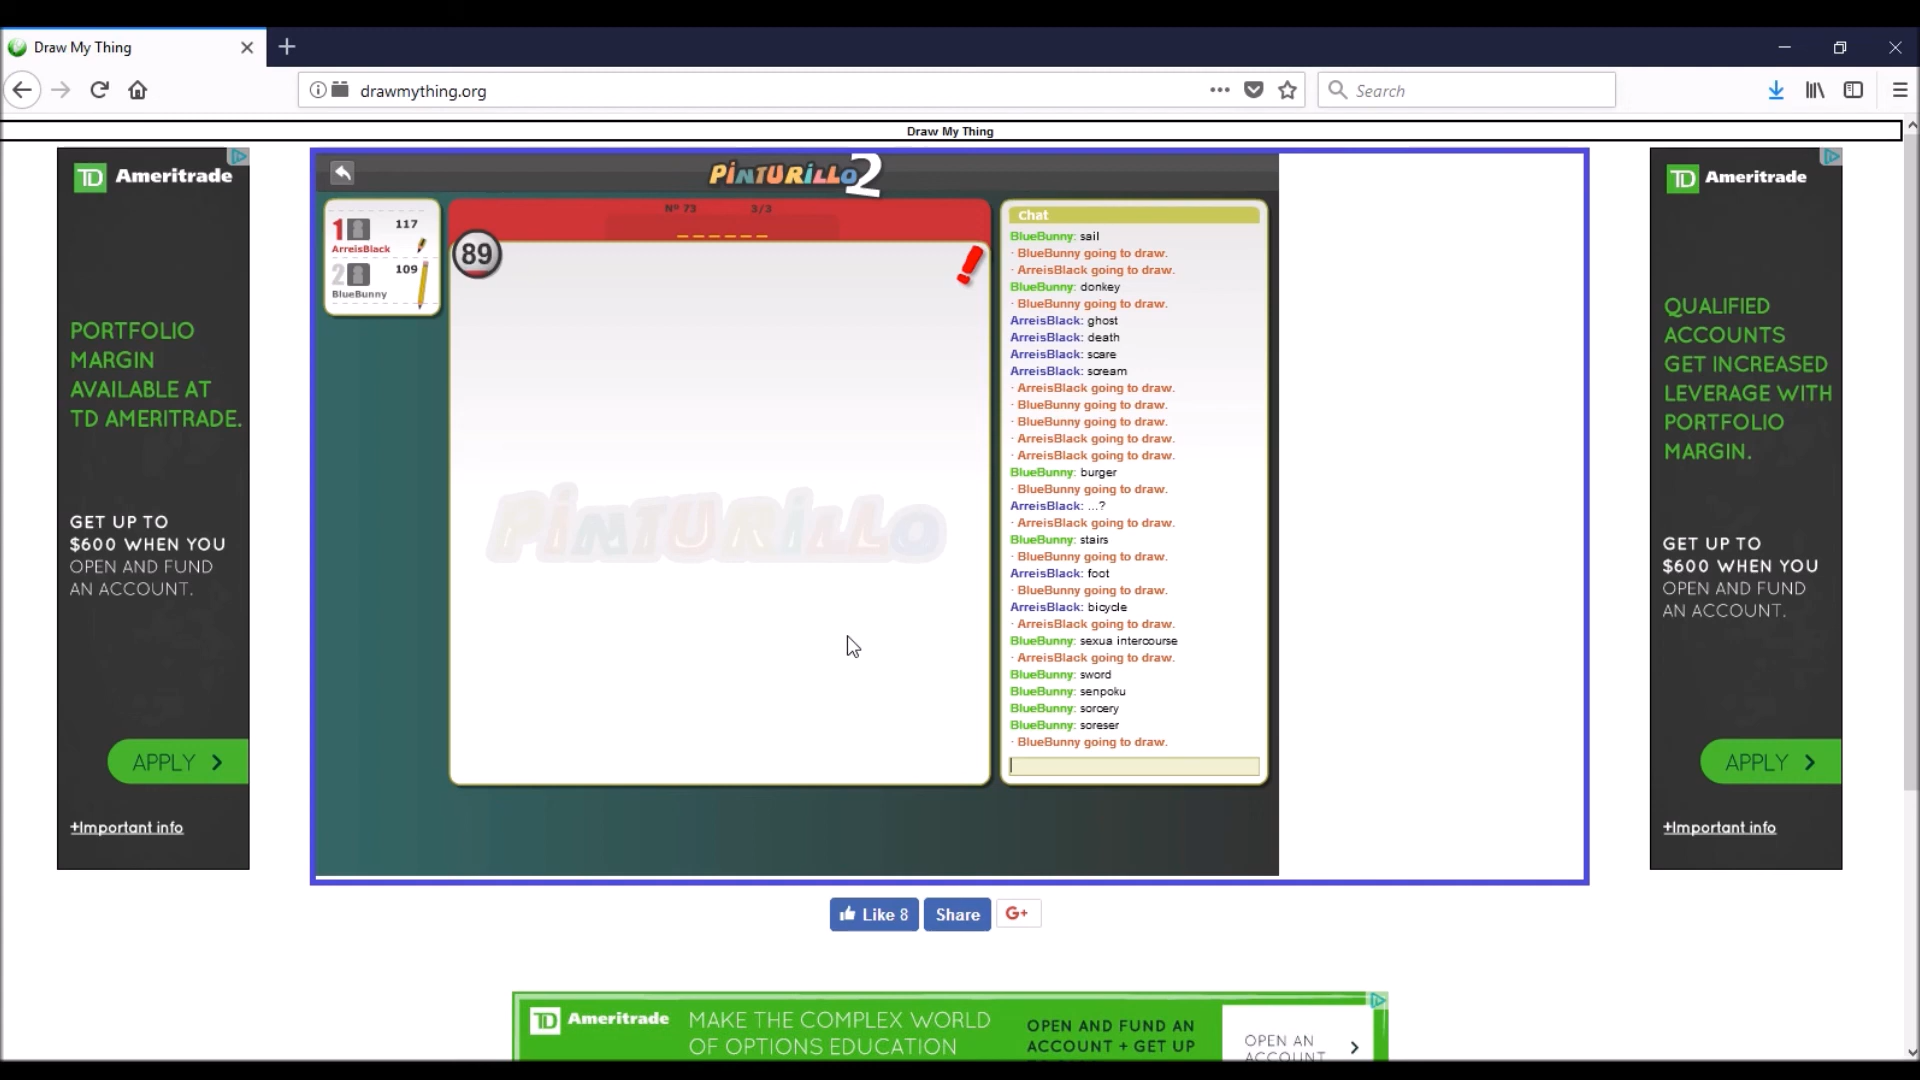 Draw My Thing
drawmything.org
Search
Draw My Thing
TD Ameritrade
PORTFOLIO
MARGIN
AVAILABLE AT
TD AMERITRADE.
GET UP TO
$600 WHEN YOU
OPEN AND FUND
AN ACCOUNT.
APPLY
+Important info
PINTURILLO 2
1 117
ArreisBlack
2 109
BlueBunny
Nº 73 3/3
_ _ _ _ _ _
89
!
PINTURILLO
Chat
BlueBunny: sail
· BlueBunny going to draw.
· ArreisBlack going to draw.
BlueBunny: donkey
· BlueBunny going to draw.
ArreisBlack: ghost
ArreisBlack: death
ArreisBlack: scare
ArreisBlack: scream
· ArreisBlack going to draw.
· BlueBunny going to draw.
· BlueBunny going to draw.
· ArreisBlack going to draw.
· ArreisBlack going to draw.
BlueBunny: burger
· BlueBunny going to draw.
ArreisBlack: ...?
· ArreisBlack going to draw.
BlueBunny: stairs
· BlueBunny going to draw.
ArreisBlack: foot
· BlueBunny going to draw.
ArreisBlack: bicycle
· ArreisBlack going to draw.
BlueBunny: sexua intercourse
· ArreisBlack going to draw.
BlueBunny: sword
BlueBunny: senpoku
BlueBunny: sorcery
BlueBunny: soreser
· BlueBunny going to draw.
TD Ameritrade
QUALIFIED
ACCOUNTS
GET INCREASED
LEVERAGE WITH
PORTFOLIO
MARGIN.
GET UP TO
$600 WHEN YOU
OPEN AND FUND
AN ACCOUNT.
APPLY
+Important info
Like 8
Share
G+
TD Ameritrade
MAKE THE COMPLEX WORLD
OF OPTIONS EDUCATION
OPEN AND FUND AN
ACCOUNT + GET UP
OPEN AN
ACCOUNT